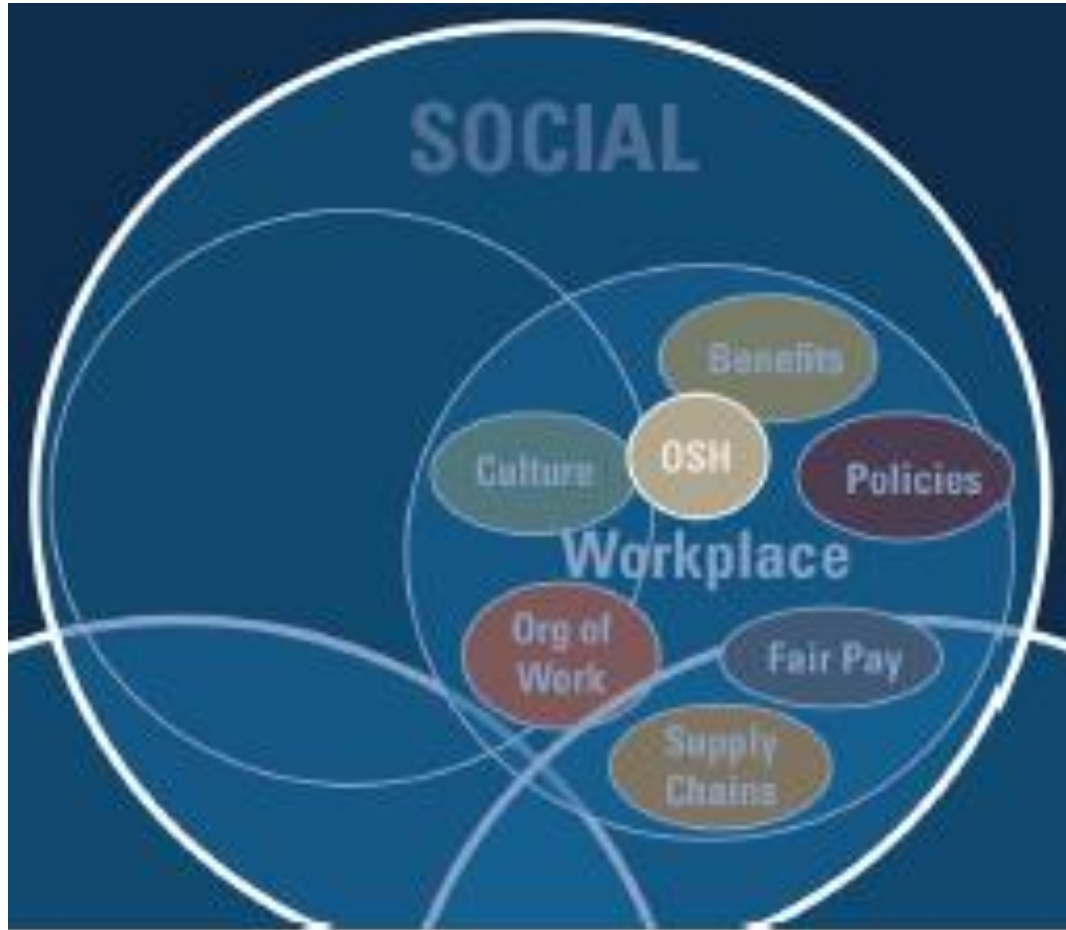 SOCIAL
Benefits
Culture
OSH
Policies
Workplace
Org of
Work
Fair Pay
Supply
Chains